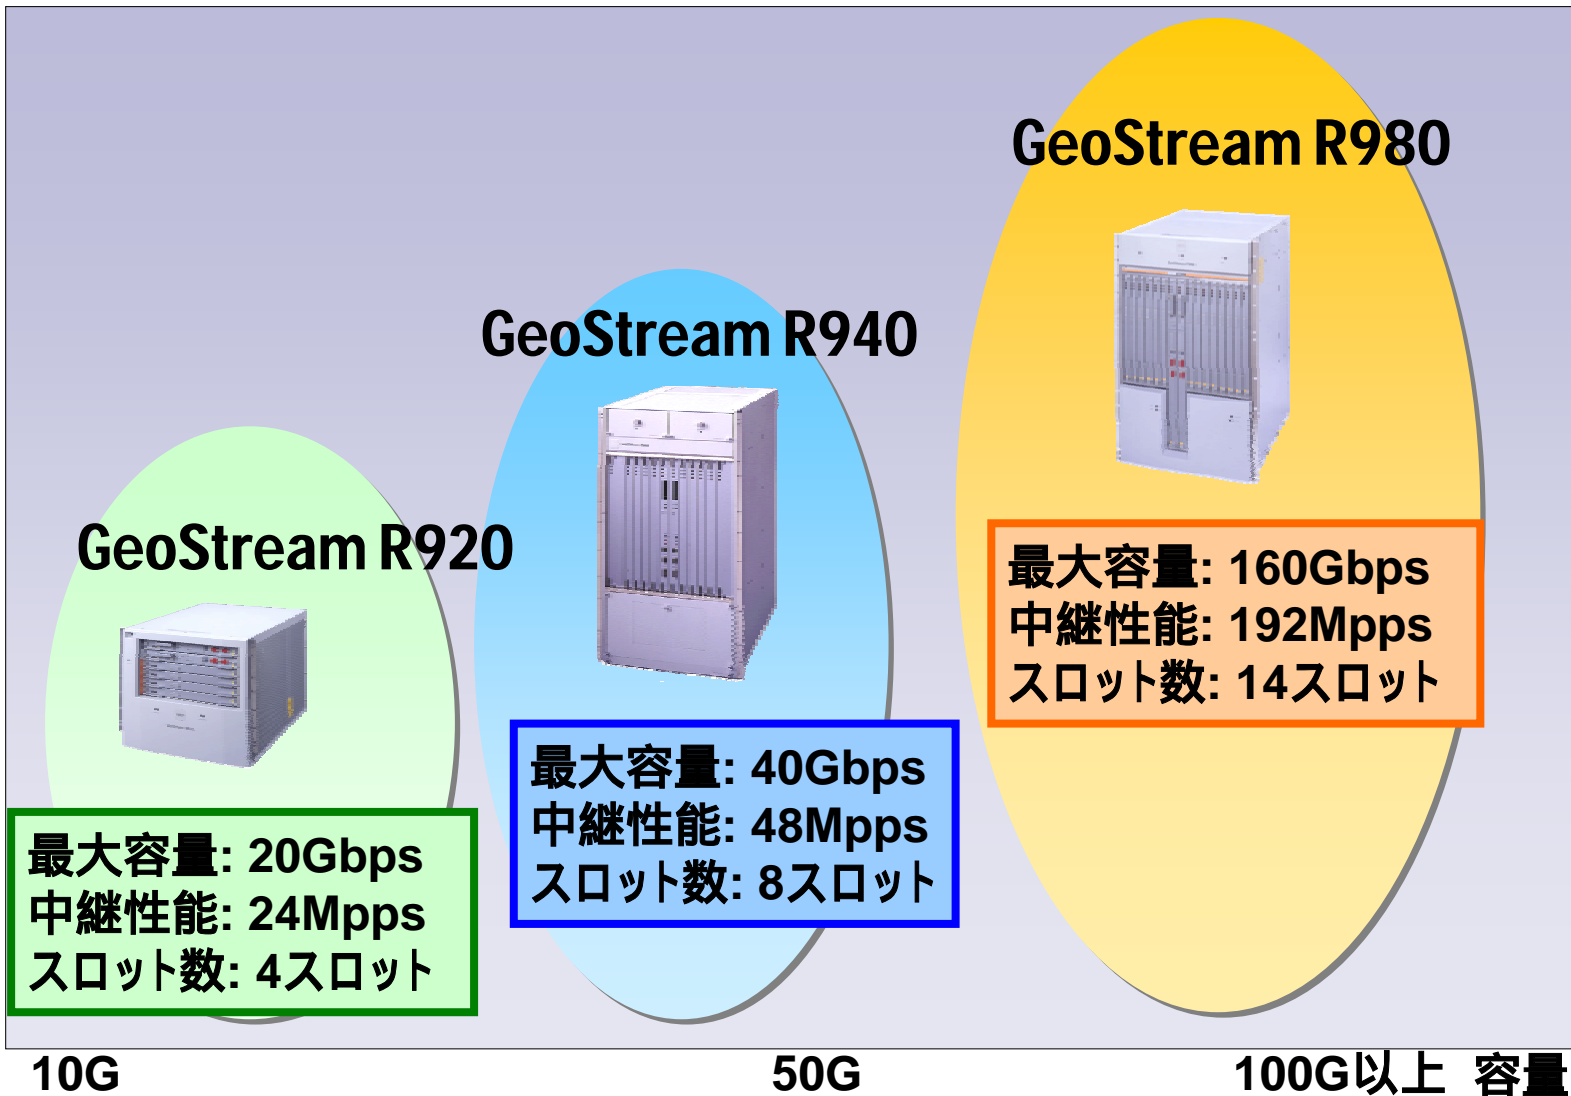 GeoStream R980
GeoStream R940
GeoStream R920
最大容量: 160Gbps
中継性能: 192Mpps
スロット数: 14スロット
最大容量: 40Gbps
中継性能: 48Mpps
スロット数: 8スロット
最大容量: 20Gbps
中継性能: 24Mpps
スロット数: 4スロット
10G 50G 100G以上 容量